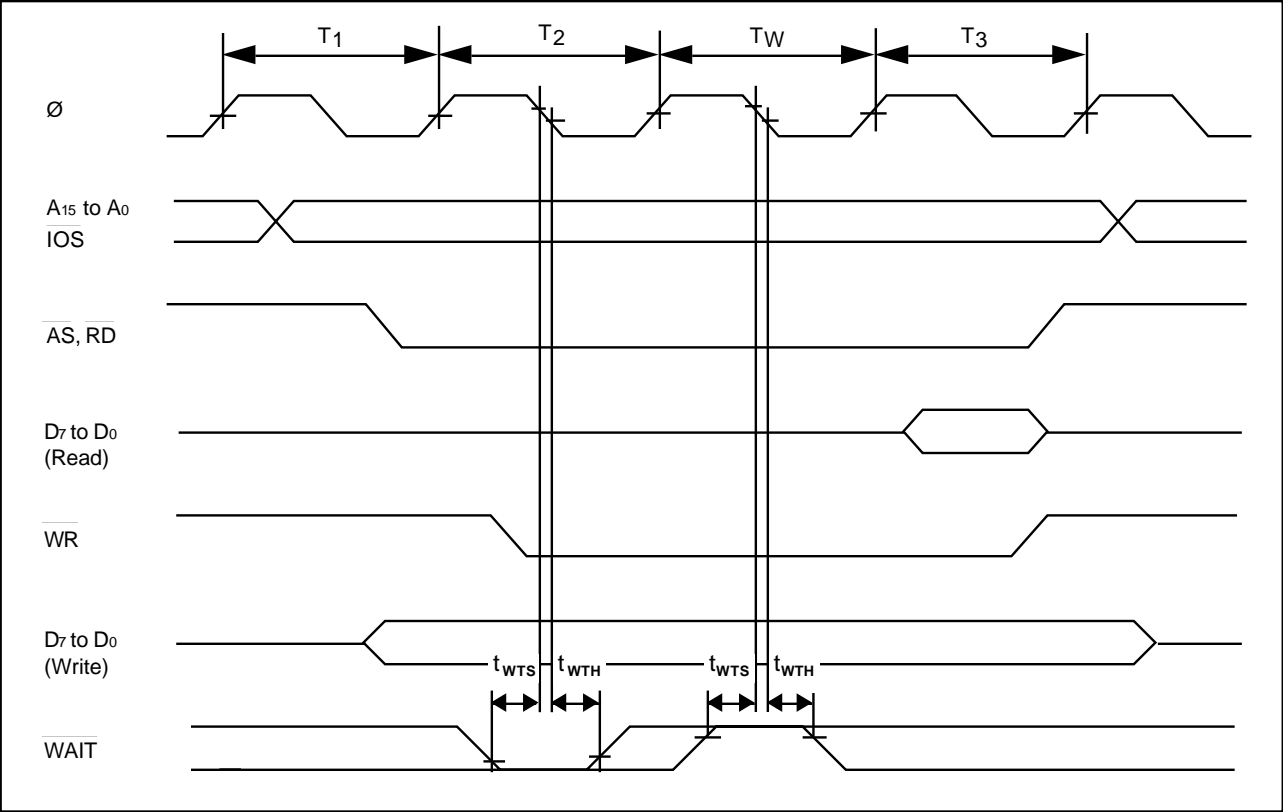 T1 T2 TW T3
Ø
A15 to A0
IOS
AS, RD
D7 to D0
(Read)
WR
D7 to D0
(Write)
tWTS tWTH tWTS tWTH
WAIT